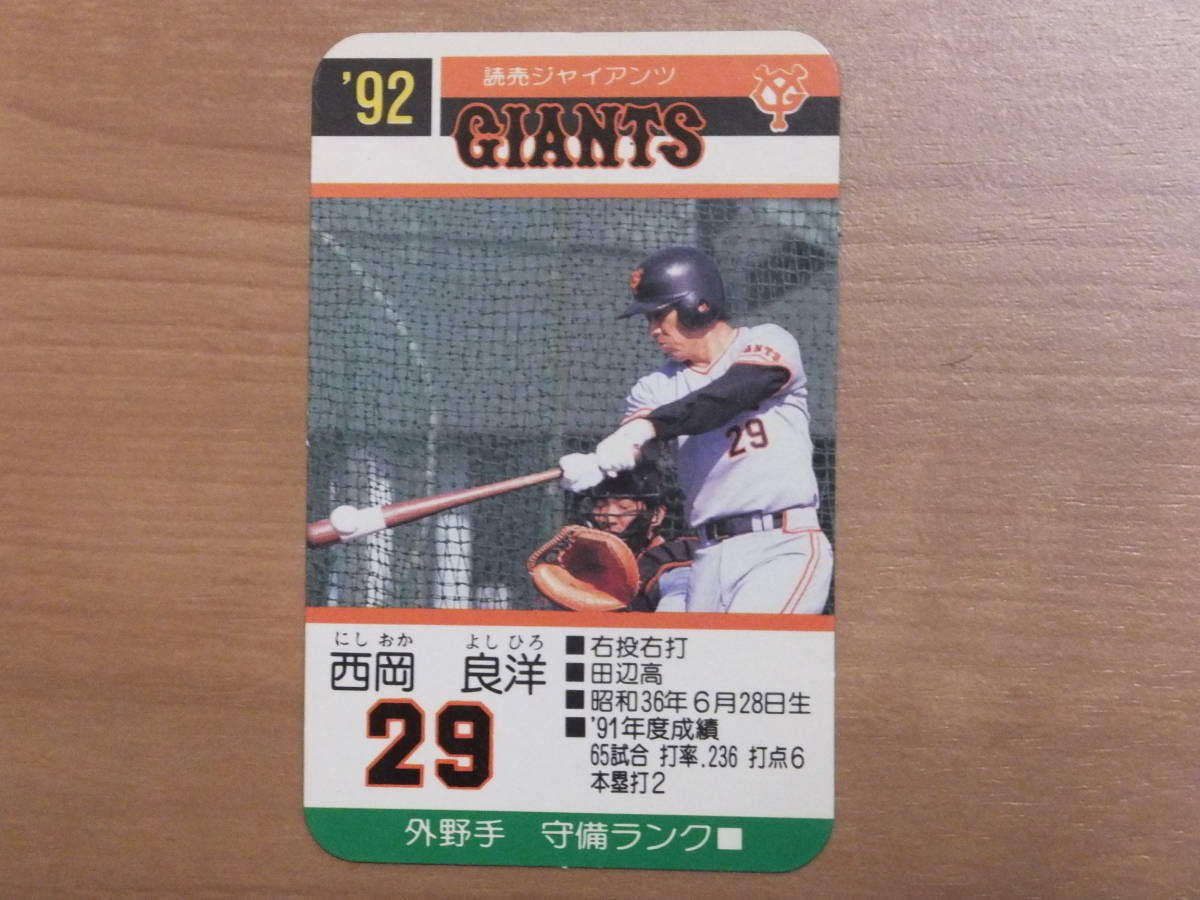 '92
読売ジャイアンツ
YG
GIANTS
G
ANTS
29
にしおか よしひろ
西岡 良洋
29
■右投右打
■田辺高
■昭和36年6月28日生
■'91年度成績
65試合 打率.236 打点6
本塁打2
外野手 守備ランク■